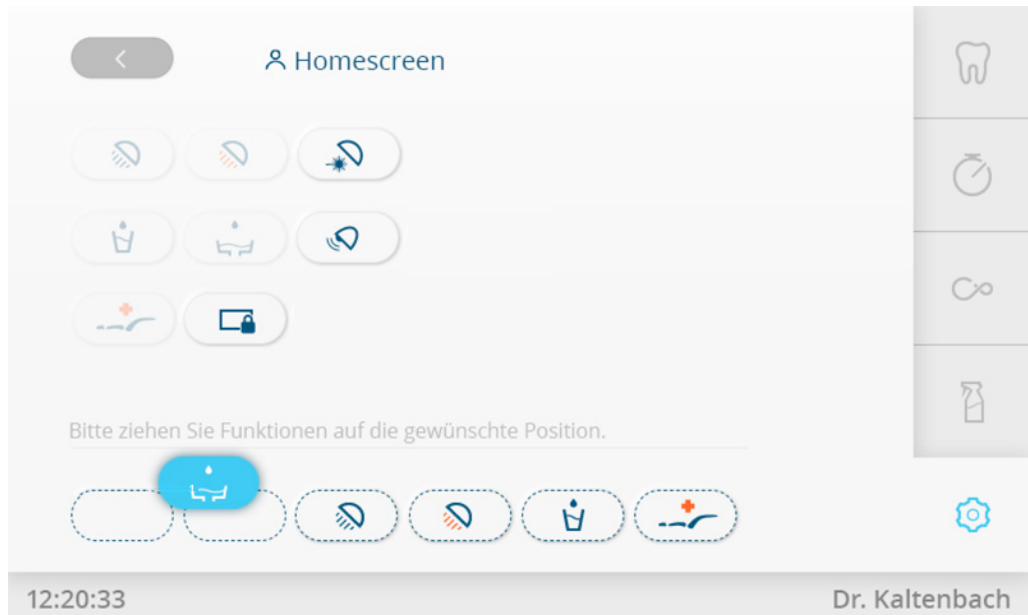 Homescreen
Bitte ziehen Sie Funktionen auf die gewünschte Position.
12:20:33
Dr. Kaltenbach